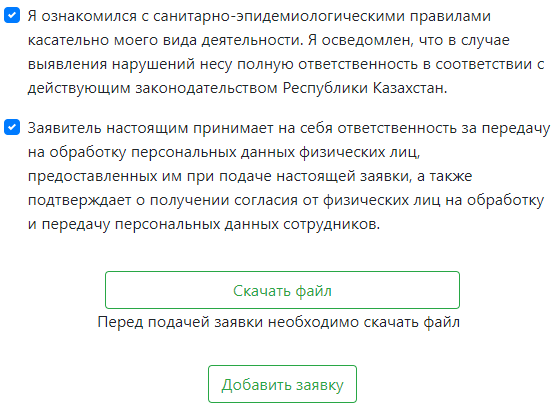 Я ознакомился с санитарно-эпидемиологическими правилами
касательно моего вида деятельности. Я осведомлен, что в случае
выявления нарушений несу полную ответственность в соответствии с
действующим законодательством Республики Казахстан.
Заявитель настоящим принимает на себя ответственность за передачу
на обработку персональных данных физических лиц,
предоставленных им при подаче настоящей заявки, а также
подтверждает о получении согласия от физических лиц на обработку
и передачу персональных данных сотрудников.
Скачать файл
Перед подачей заявки необходимо скачать файл
Добавить заявку